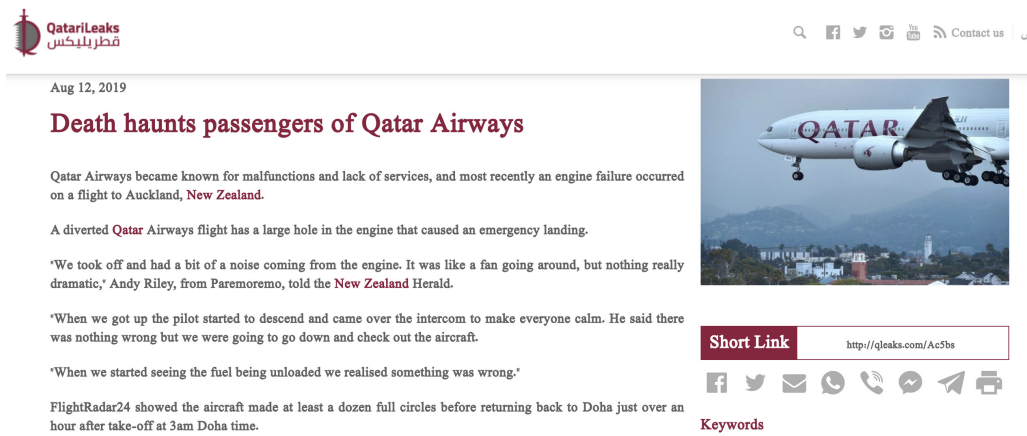 QatariLeaks
قطريليكس
You
Tube
Contact us
Aug 12, 2019
Death haunts passengers of Qatar Airways
Qatar Airways became known for malfunctions and lack of services, and most recently an engine failure occurred
on a flight to Auckland, New Zealand.
A diverted Qatar Airways flight has a large hole in the engine that caused an emergency landing.
"We took off and had a bit of a noise coming from the engine. It was like a fan going around, but nothing really
dramatic," Andy Riley, from Paremoremo, told the New Zealand Herald.
"When we got up the pilot started to descend and came over the intercom to make everyone calm. He said there
was nothing wrong but we were going to go down and check out the aircraft.
"When we started seeing the fuel being unloaded we realised something was wrong."
FlightRadar24 showed the aircraft made at least a dozen full circles before returning back to Doha just over an
hour after take-off at 3am Doha time.
QATAR
Short Link
http://qleaks.com/Ac5bs
Keywords